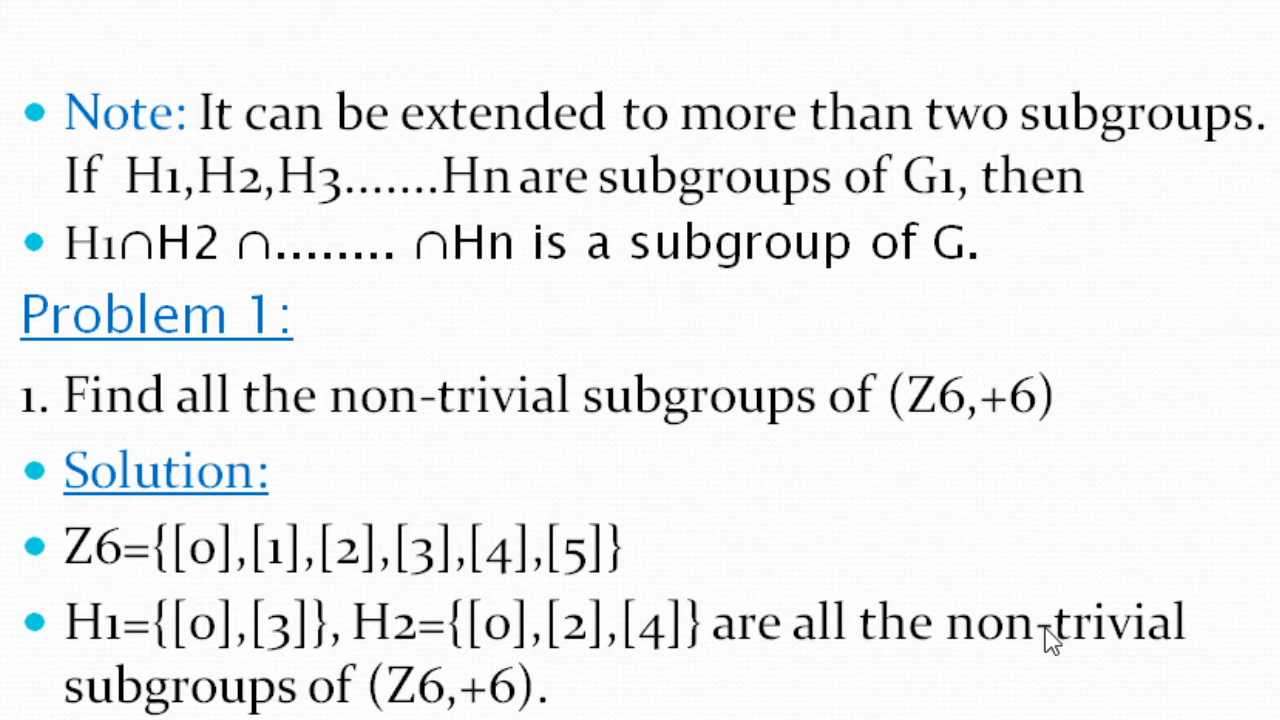 • Note: It can be extended to more than two subgroups.
If H1,H2,H3.......Hn are subgroups of G1, then
• H1∩H2 ∩........ ∩Hn is a subgroup of G.
Problem 1:
1. Find all the non-trivial subgroups of (Z6,+6)
• Solution:
• Z6={[0],[1],[2],[3],[4],[5]}
• H1={[0],[3]}, H2={[0],[2],[4]} are all the non-trivial
subgroups of (Z6,+6).